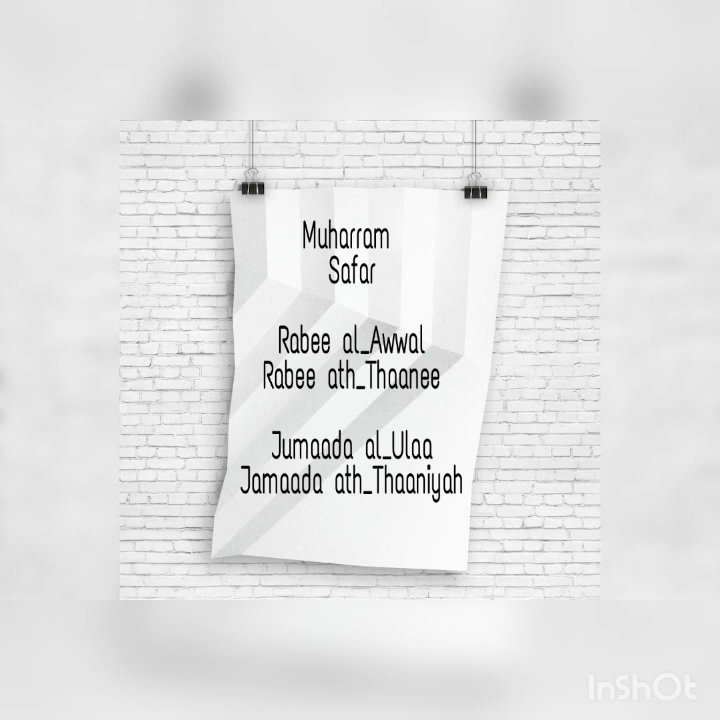 Muharram
Safar
Rabee al_Awwal
Rabee ath_Thaanee
Jumaada al_Ulaa
Jamaada ath_Thaaniyah
InShOt